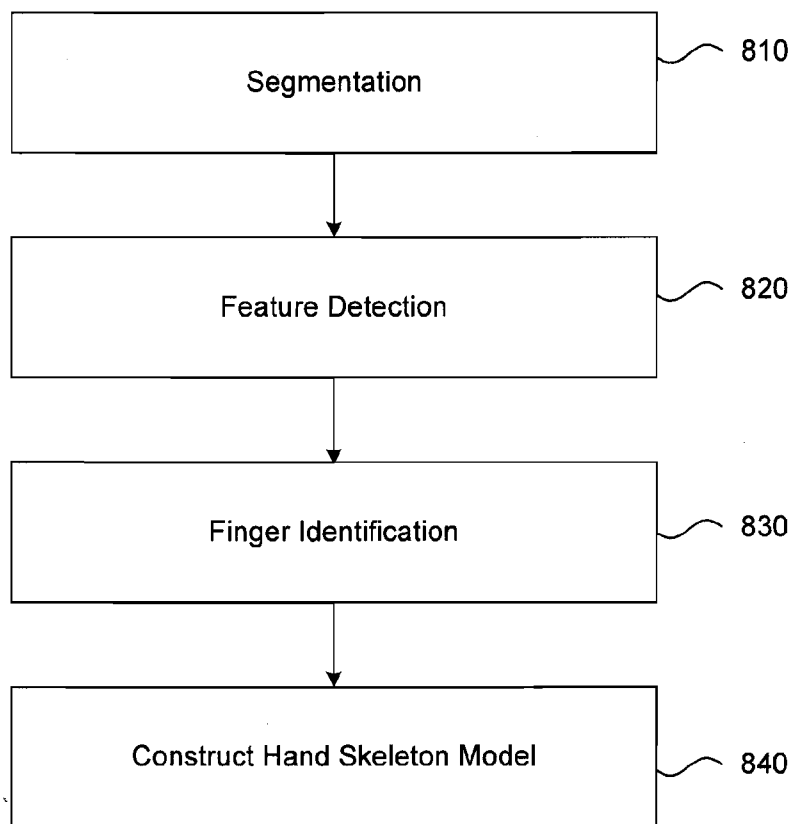 Segmentation
810
Feature Detection
820
Finger Identification
830
Construct Hand Skeleton Model
840